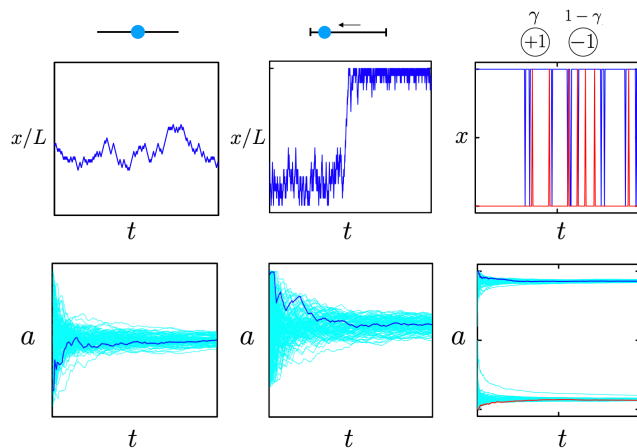 γ 1 − γ
+1 −1
x/L x/L x
t t t
a a a
t t t